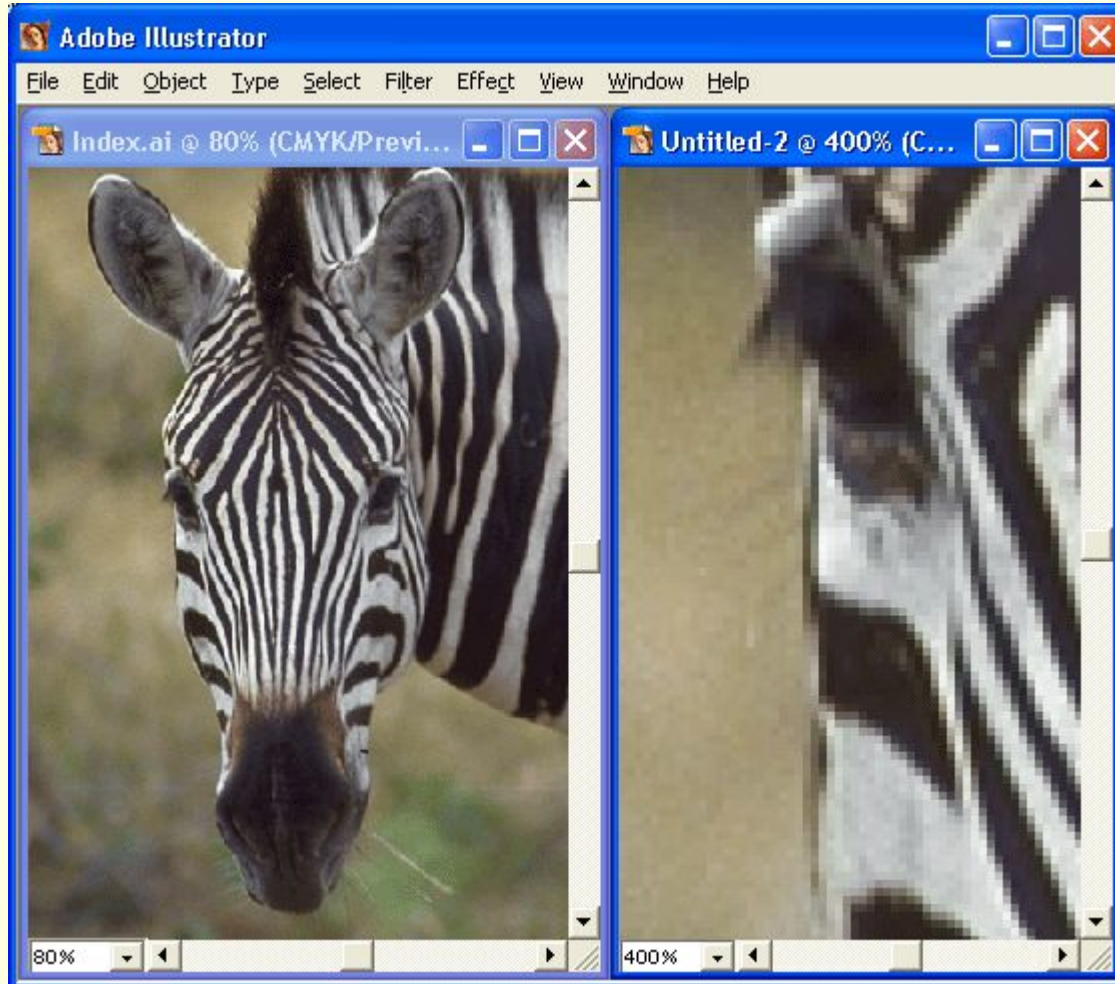 Adobe Illustrator
File Edit Object Type Select Filter Effect View Window Help
Index.ai @ 80% (CMYK/Previ...
Untitled-2 @ 400% (C...
80%
400%